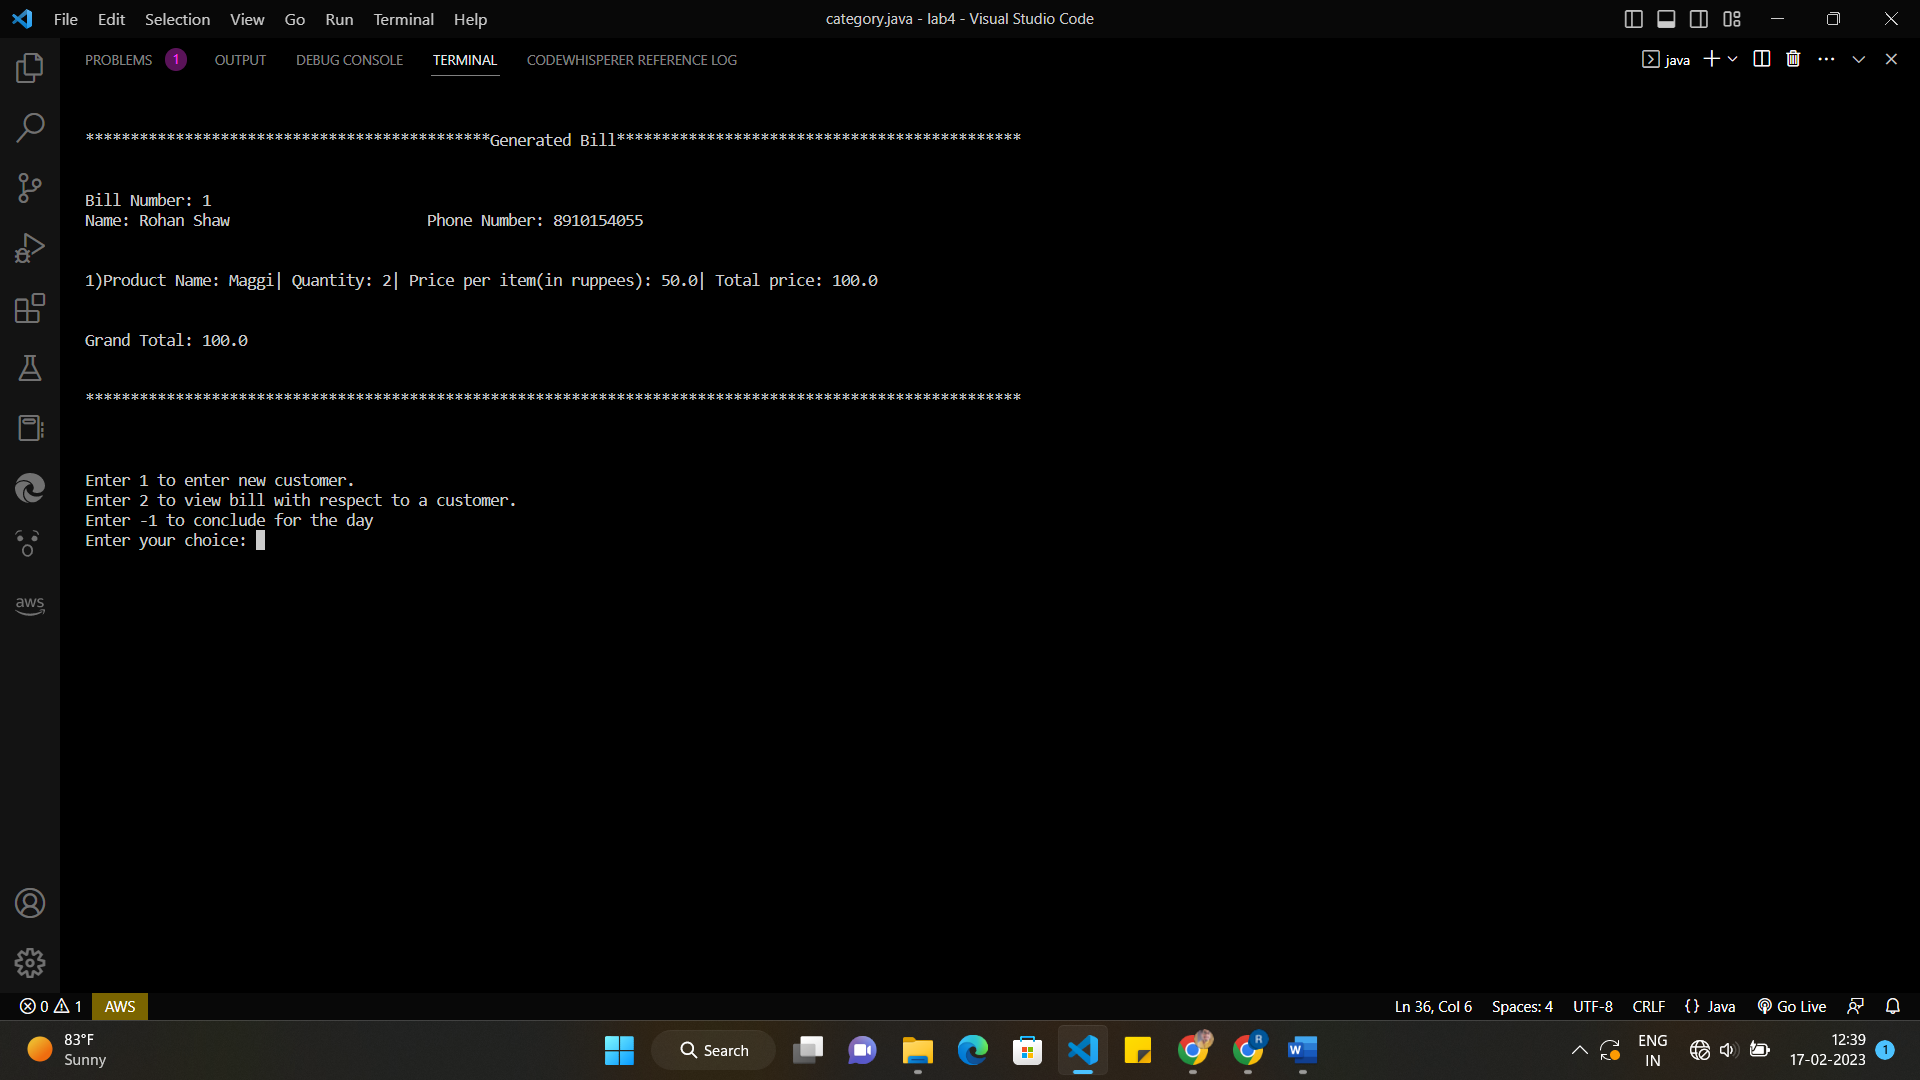 File Edit Selection View Go Run Terminal Help category.java - lab4 - Visual Studio Code
PROBLEMS 1 OUTPUT DEBUG CONSOLE TERMINAL CODEWHISPERER REFERENCE LOG java
*********************************************Generated Bill*********************************************
Bill Number: 1
Name: Rohan Shaw Phone Number: 8910154055
1)Product Name: Maggi| Quantity: 2| Price per item(in ruppees): 50.0| Total price: 100.0
Grand Total: 100.0
********************************************************************************************************
Enter 1 to enter new customer.
Enter 2 to view bill with respect to a customer.
Enter -1 to conclude for the day
Enter your choice:
aws
0 1 AWS Ln 36, Col 6 Spaces: 4 UTF-8 CRLF {} Java Go Live
83°F
Sunny
Search
R
W
ENG
IN
12:39
17-02-2023
1